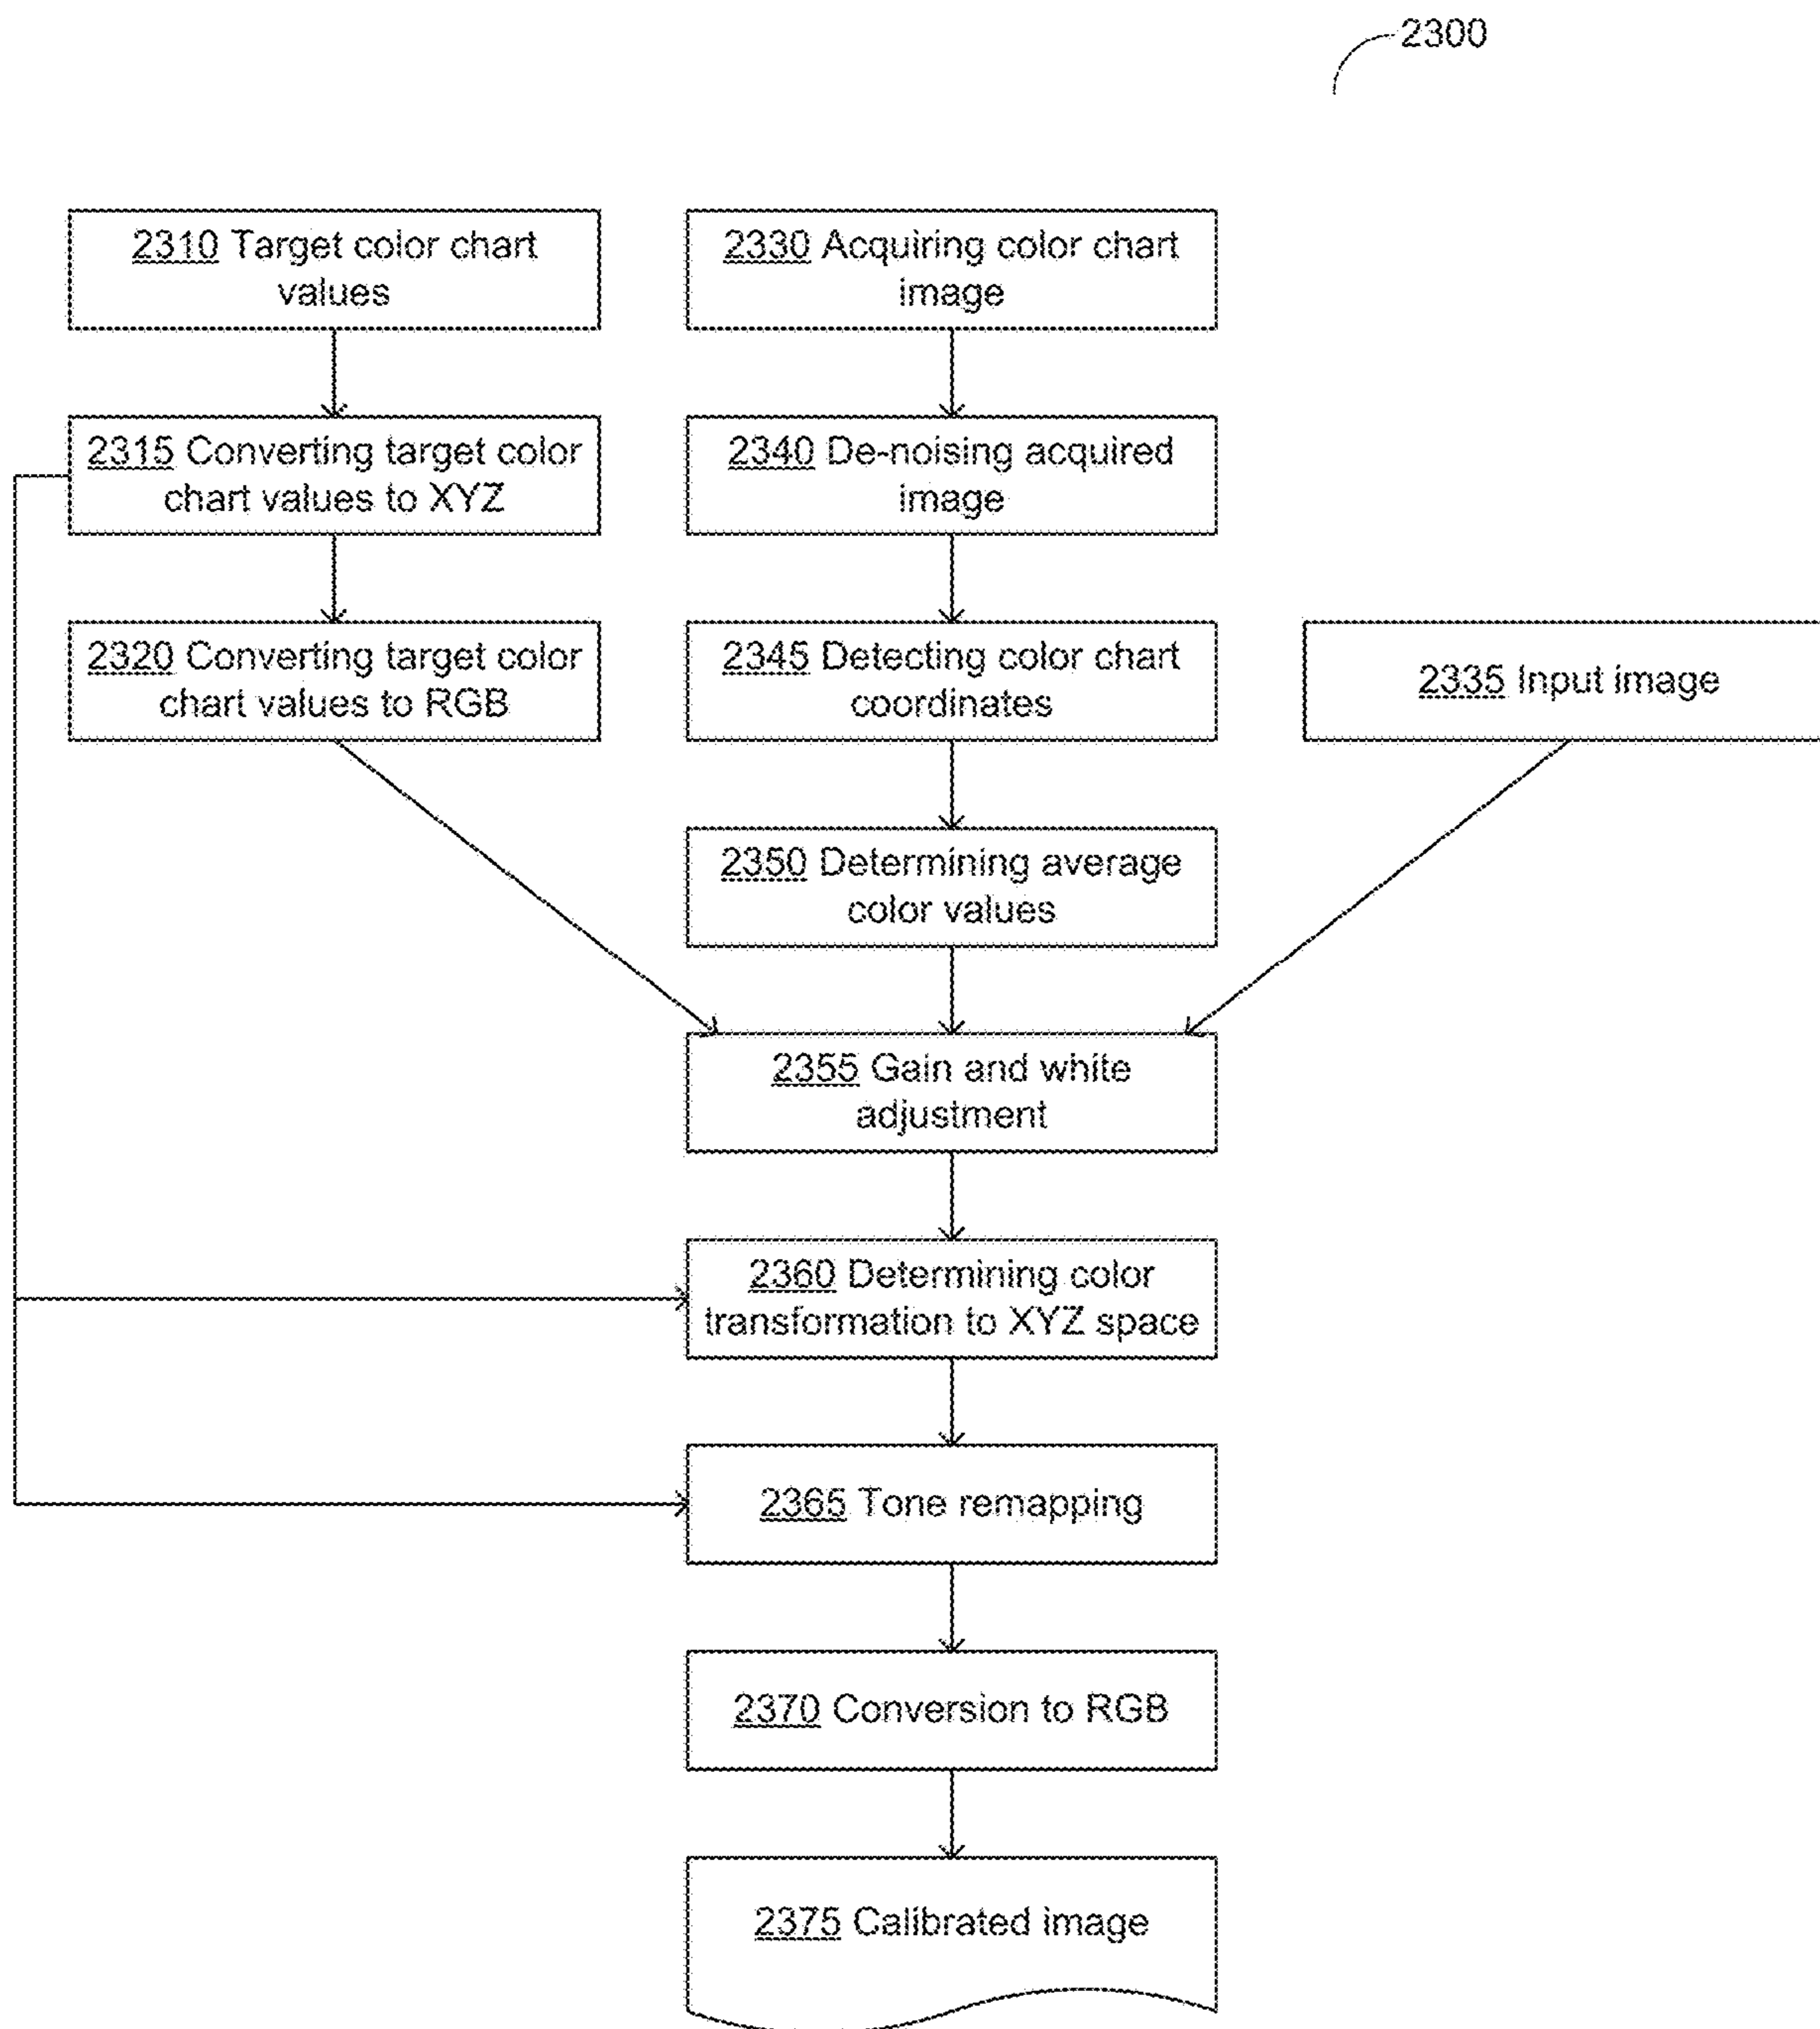 2300
2310 Target color chart
values
2330 Acquiring color chart
image
2315 Converting target color
chart values to XYZ
2340 De-noising acquired
image
2320 Converting target color
chart values to RGB
2345 Detecting color chart
coordinates
2335 Input image
2350 Determining average
color values
2355 Gain and white
adjustment
2360 Determining color
transformation to XYZ space
2365 Tone remapping
2370 Conversion to RGB
2375 Calibrated image